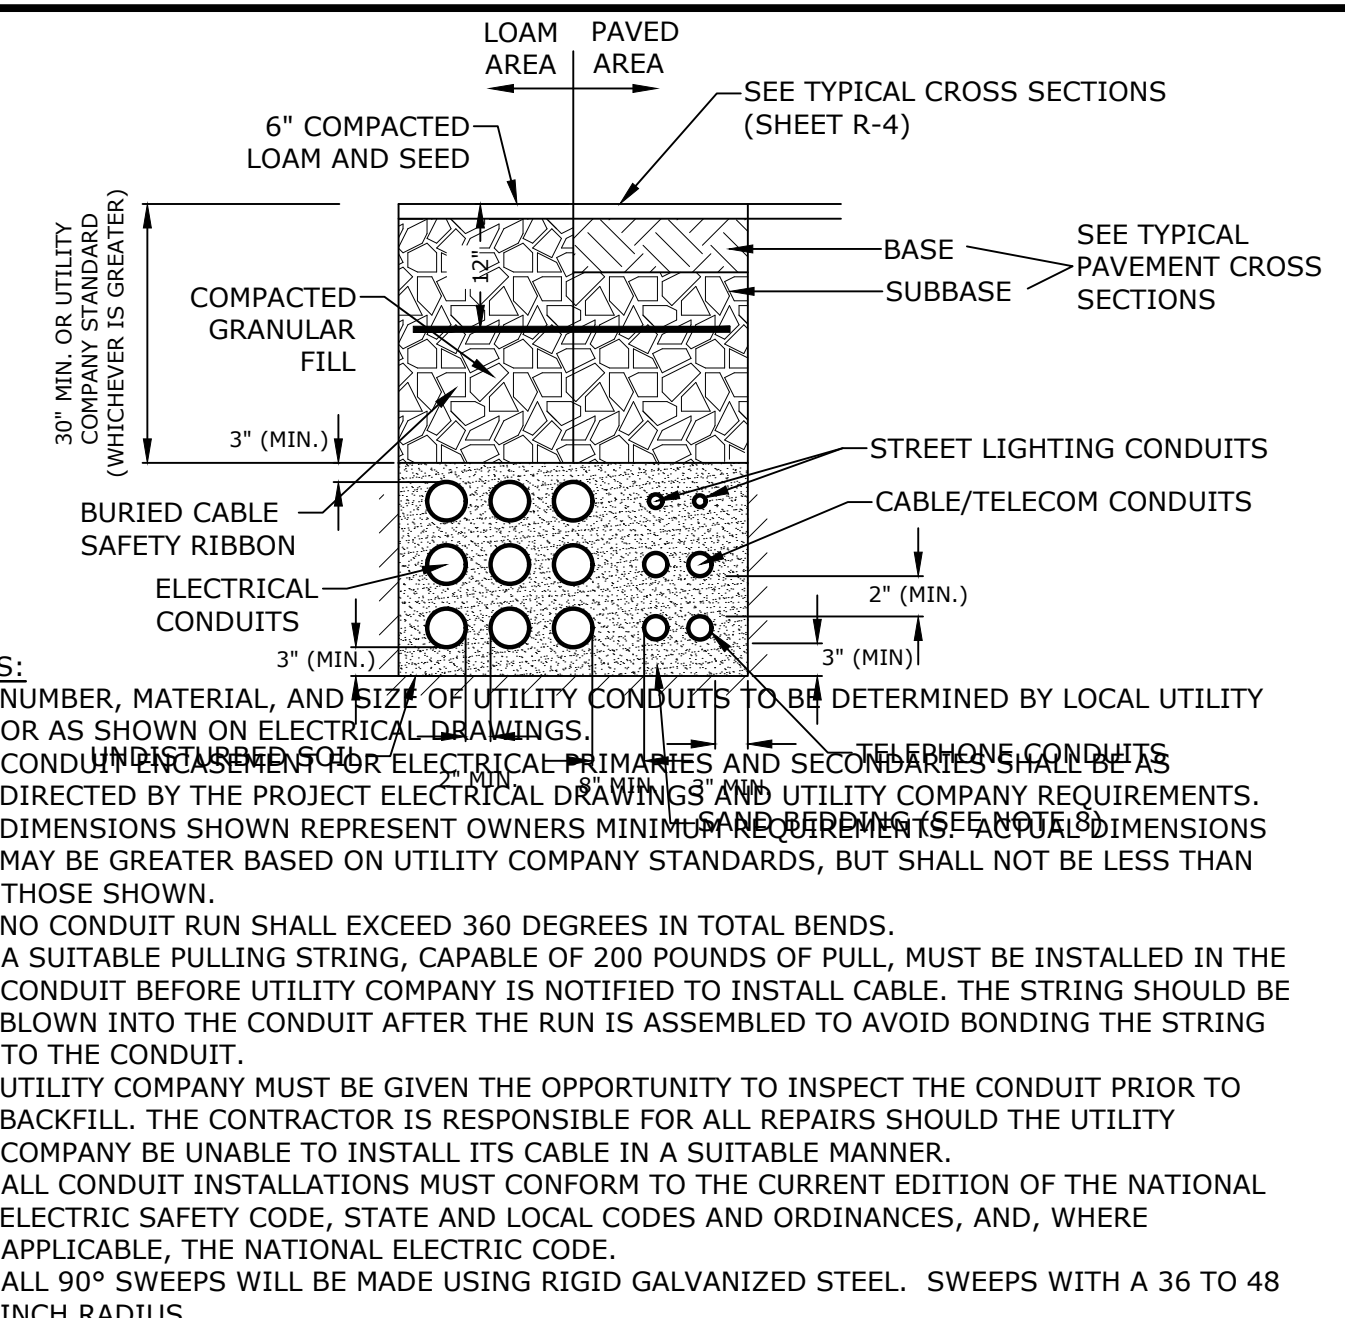 LOAM AREA
PAVED AREA
SEE TYPICAL CROSS SECTIONS
(SHEET R-4)
6" COMPACTED
LOAM AND SEED
30" MIN. OR UTILITY
COMPANY STANDARD
(WHICHEVER IS GREATER)
12"
BASE
SUBBASE
SEE TYPICAL
PAVEMENT CROSS
SECTIONS
COMPACTED
GRANULAR
FILL
3" (MIN.)
STREET LIGHTING CONDUITS
CABLE/TELECOM CONDUITS
BURIED CABLE
SAFETY RIBBON
ELECTRICAL
CONDUITS
2" (MIN.)
3" (MIN.)
3" (MIN)
UNDISTURBED SOIL
2" MIN.
8" MIN.
3" MIN.
TELEPHONE CONDUITS
SAND BEDDING (SEE NOTE 8)
S:
NUMBER, MATERIAL, AND SIZE OF UTILITY CONDUITS TO BE DETERMINED BY LOCAL UTILITY
OR AS SHOWN ON ELECTRICAL DRAWINGS.
CONDUIT ENCASEMENT FOR ELECTRICAL PRIMARIES AND SECONDARIES SHALL BE AS
DIRECTED BY THE PROJECT ELECTRICAL DRAWINGS AND UTILITY COMPANY REQUIREMENTS.
DIMENSIONS SHOWN REPRESENT OWNERS MINIMUM REQUIREMENTS. ACTUAL DIMENSIONS
MAY BE GREATER BASED ON UTILITY COMPANY STANDARDS, BUT SHALL NOT BE LESS THAN
THOSE SHOWN.
NO CONDUIT RUN SHALL EXCEED 360 DEGREES IN TOTAL BENDS.
A SUITABLE PULLING STRING, CAPABLE OF 200 POUNDS OF PULL, MUST BE INSTALLED IN THE
CONDUIT BEFORE UTILITY COMPANY IS NOTIFIED TO INSTALL CABLE. THE STRING SHOULD BE
BLOWN INTO THE CONDUIT AFTER THE RUN IS ASSEMBLED TO AVOID BONDING THE STRING
TO THE CONDUIT.
UTILITY COMPANY MUST BE GIVEN THE OPPORTUNITY TO INSPECT THE CONDUIT PRIOR TO
BACKFILL. THE CONTRACTOR IS RESPONSIBLE FOR ALL REPAIRS SHOULD THE UTILITY
COMPANY BE UNABLE TO INSTALL ITS CABLE IN A SUITABLE MANNER.
ALL CONDUIT INSTALLATIONS MUST CONFORM TO THE CURRENT EDITION OF THE NATIONAL
ELECTRIC SAFETY CODE, STATE AND LOCAL CODES AND ORDINANCES, AND, WHERE
APPLICABLE, THE NATIONAL ELECTRIC CODE.
ALL 90° SWEEPS WILL BE MADE USING RIGID GALVANIZED STEEL. SWEEPS WITH A 36 TO 48
INCH RADIUS